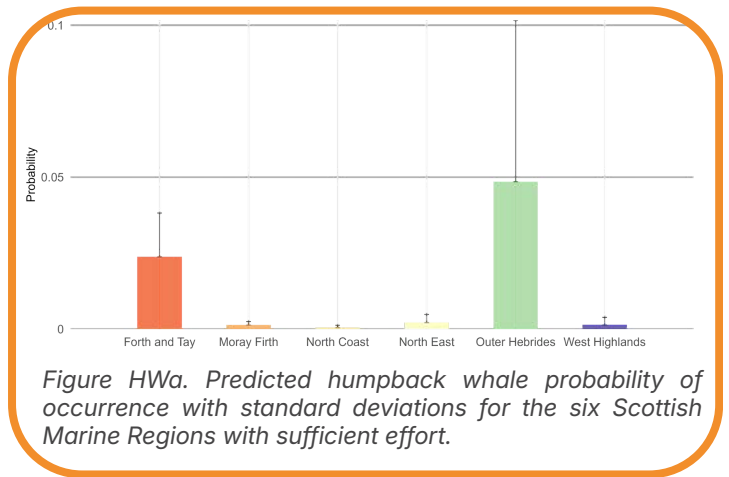 0.1
Probability
0.05
0
Forth and Tay Moray Firth North Coast North East Outer Hebrides West Highlands
Figure HWa. Predicted humpback whale probability of
occurrence with standard deviations for the six Scottish
Marine Regions with sufficient effort.